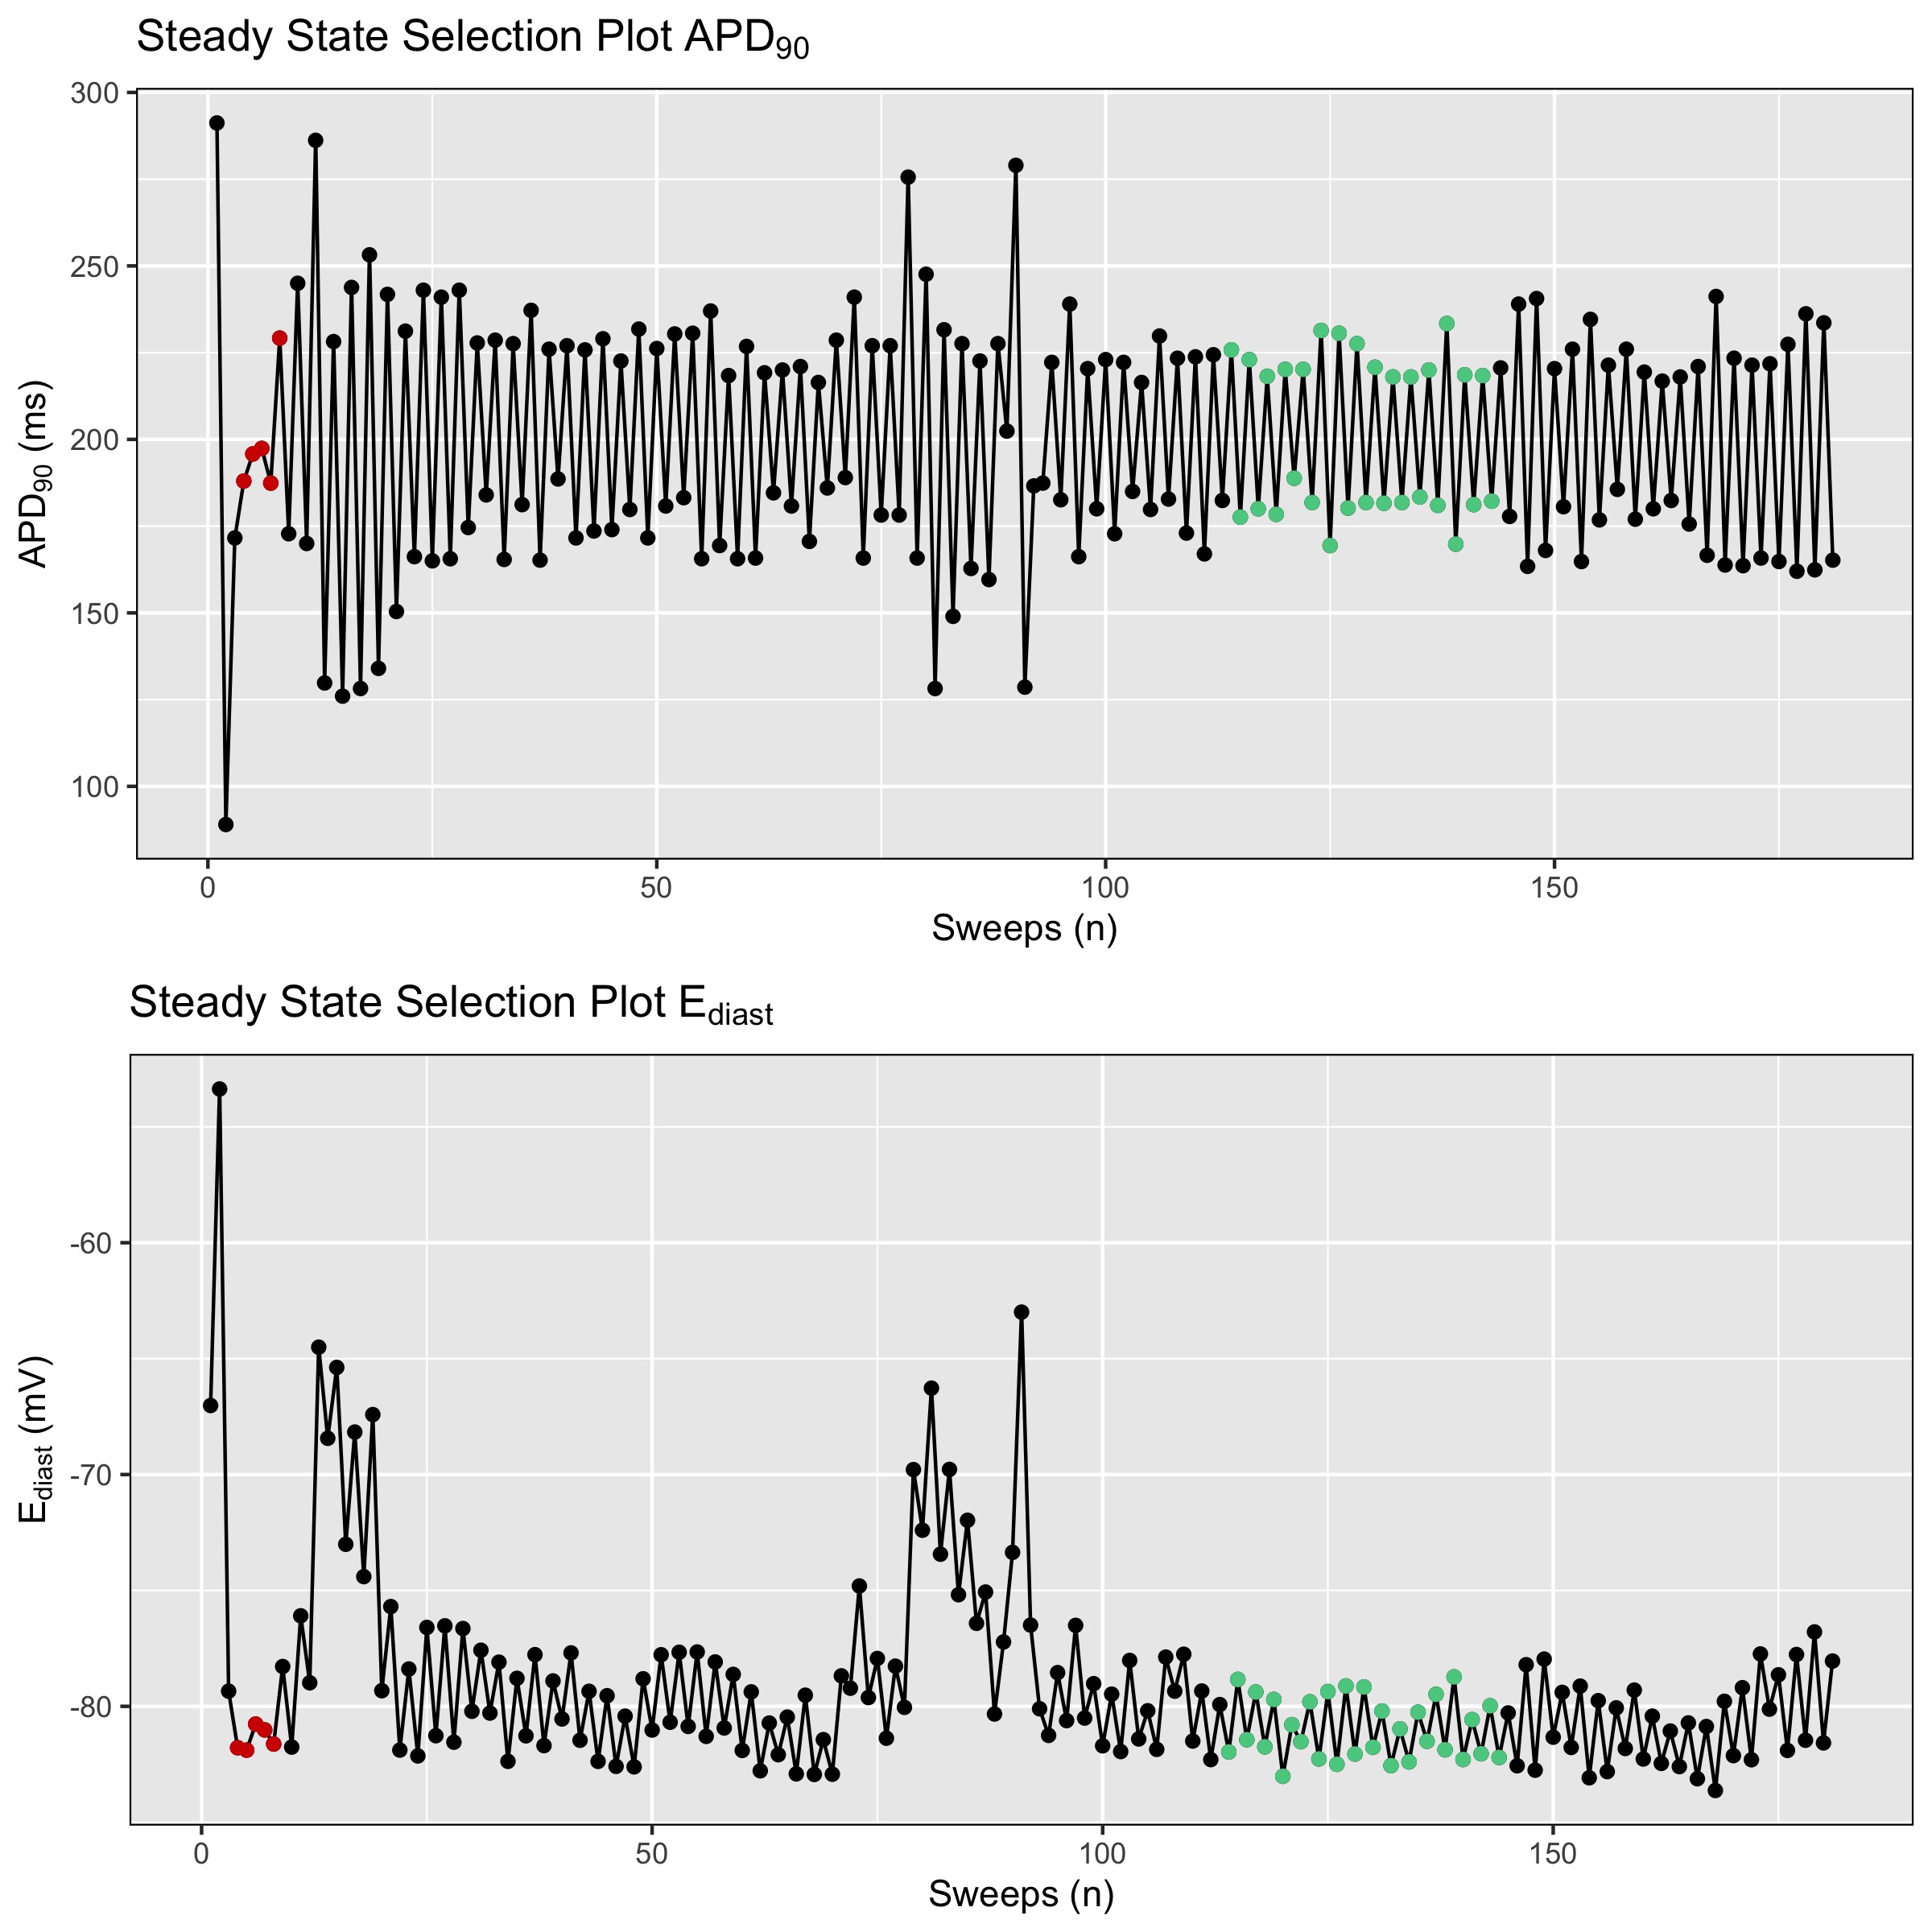 Steady State Selection Plot APD90
300
250
200
150
100
APD90 (ms)
0 50 100 150
Sweeps (n)
Steady State Selection Plot Ediast
-60
-70
-80
Ediast (mV)
0 50 100 150
Sweeps (n)